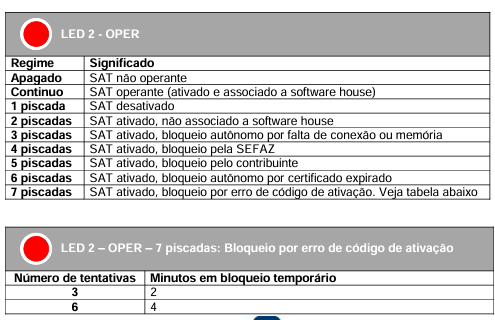 LED 2 - OPER
Regime Significado
Apagado SAT não operante
Continuo SAT operante (ativado e associado a software house)
1 piscada SAT desativado
2 piscadas SAT ativado, não associado a software house
3 piscadas SAT ativado, bloqueio autônomo por falta de conexão ou memória
4 piscadas SAT ativado, bloqueio pela SEFAZ
5 piscadas SAT ativado, bloqueio pelo contribuinte
6 piscadas SAT ativado, bloqueio autônomo por certificado expirado
7 piscadas SAT ativado, bloqueio por erro de código de ativação. Veja tabela abaixo
LED 2 – OPER – 7 piscadas: Bloqueio por erro de código de ativação
Número de tentativas Minutos em bloqueio temporário
3 2
6 4